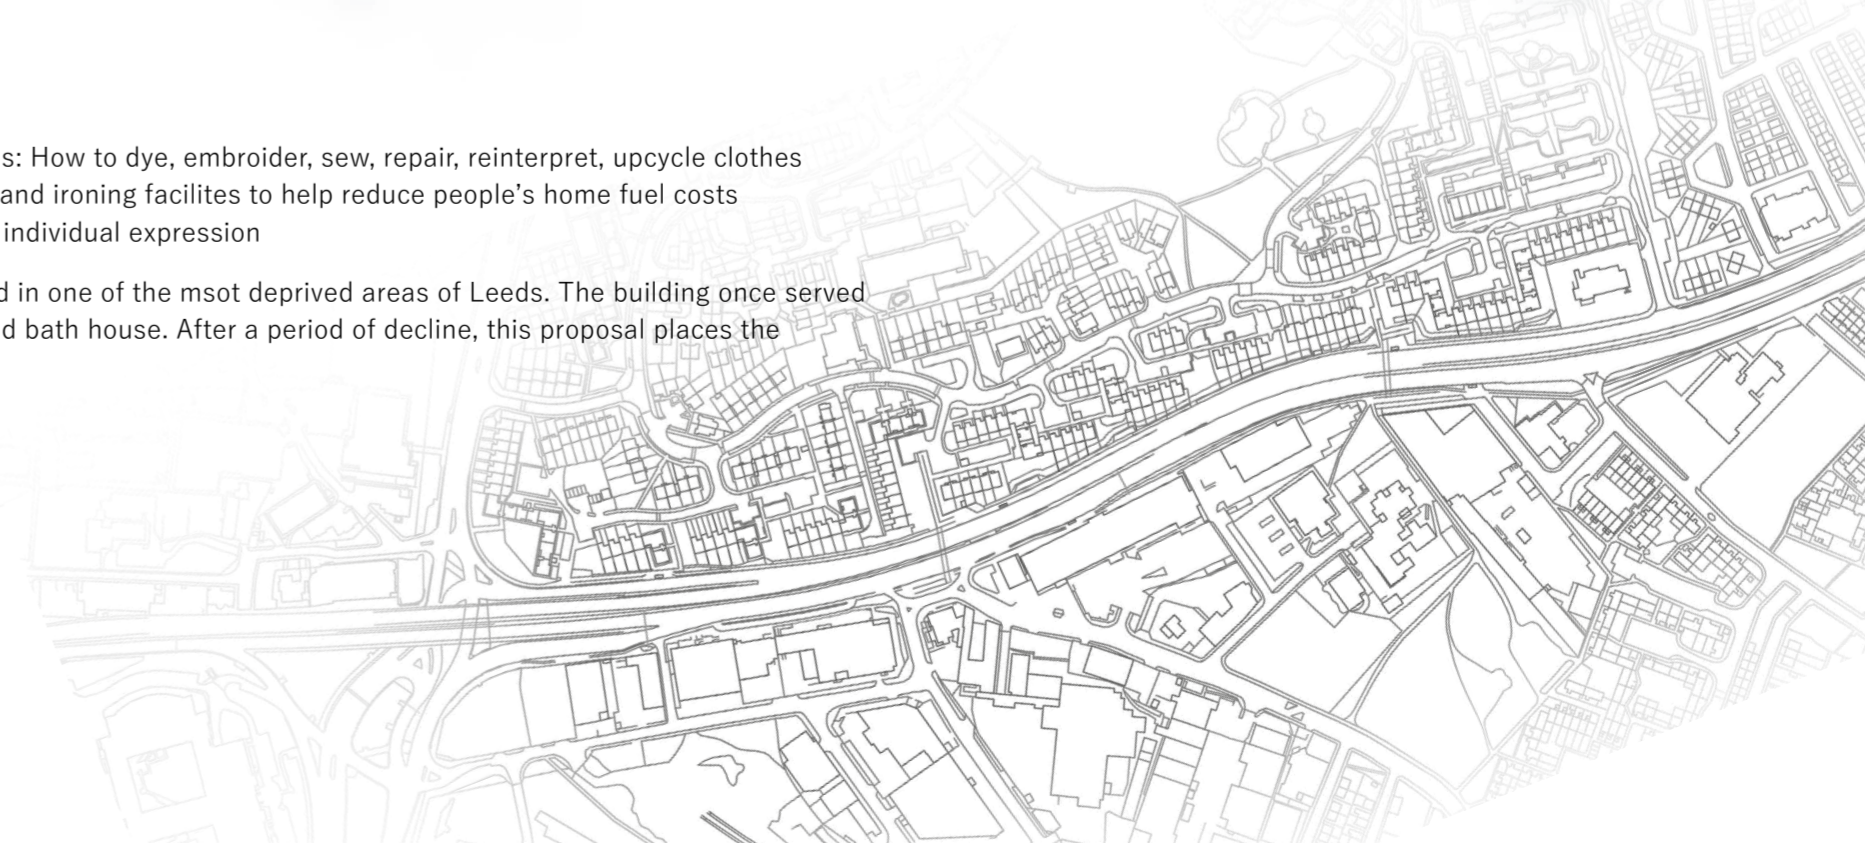 s: How to dye, embroider, sew, repair, reinterpret, upcycle clothes
and ironing facilites to help reduce people’s home fuel costs
individual expression
d in one of the msot deprived areas of Leeds. The building once served
d bath house. After a period of decline, this proposal places the